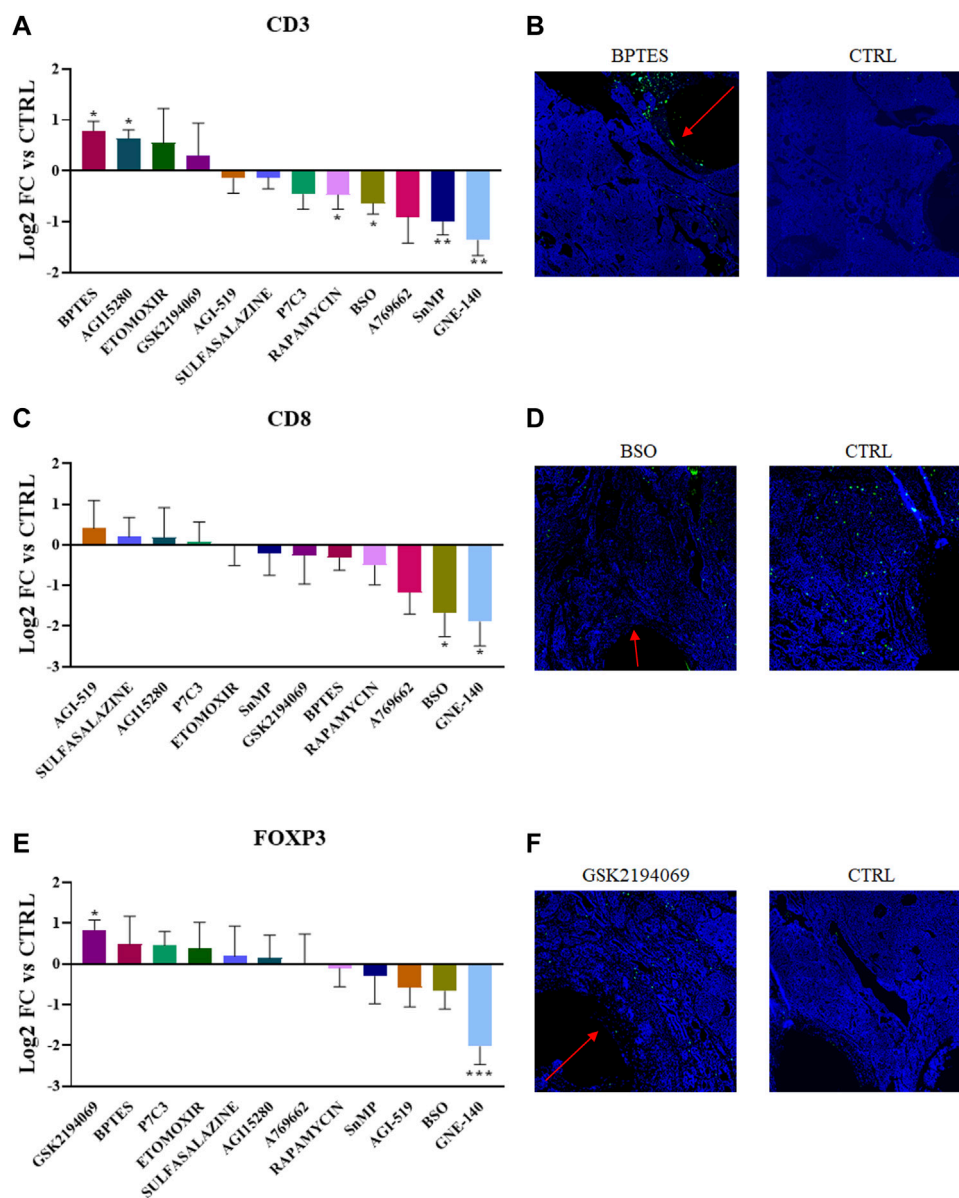 A
CD3
B
BPTES
CTRL
Log2 FC vs CTRL
2
1
0
-1
-2
*
*
*
*
**
**
BPTES
AGI15280
ETOMOXIR
GSK2194069
AGI-519
SULFASALAZINE
P7C3
RAPAMYCIN
BSO
A769662
SnMP
GNE-140
C
CD8
D
BSO
CTRL
Log2 FC vs CTRL
2
1
0
-1
-2
-3
*
*
AGI-519
SULFASALAZINE
AGI15280
P7C3
ETOMOXIR
SnMP
GSK2194069
BPTES
RAPAMYCIN
A769662
BSO
GNE-140
E
FOXP3
F
GSK2194069
CTRL
Log2 FC vs CTRL
2
1
0
-1
-2
-3
*
***
GSK2194069
BPTES
P7C3
ETOMOXIR
SULFASALAZINE
AGI15280
A769662
RAPAMYCIN
SnMP
AGI-519
BSO
GNE-140